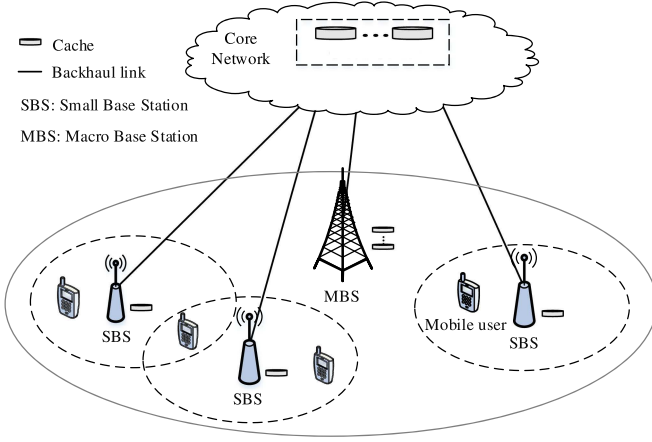 Core
Network
Cache
Backhaul link
SBS: Small Base Station
MBS: Macro Base Station
MBS
SBS
SBS
Mobile user
SBS